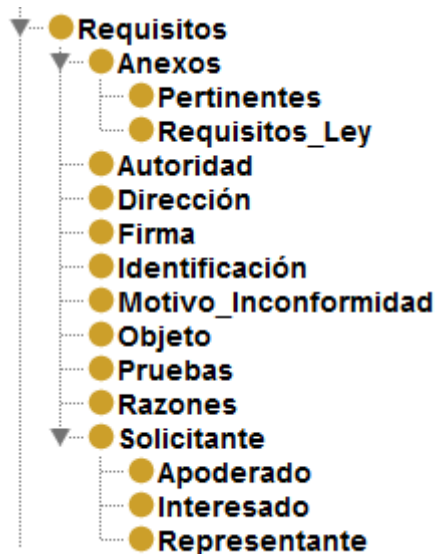 Requisitos
Anexos
Pertinentes
Requisitos_Ley
Autoridad
Dirección
Firma
Identificación
Motivo_Inconformidad
Objeto
Pruebas
Razones
Solicitante
Apoderado
Interesado
Representante